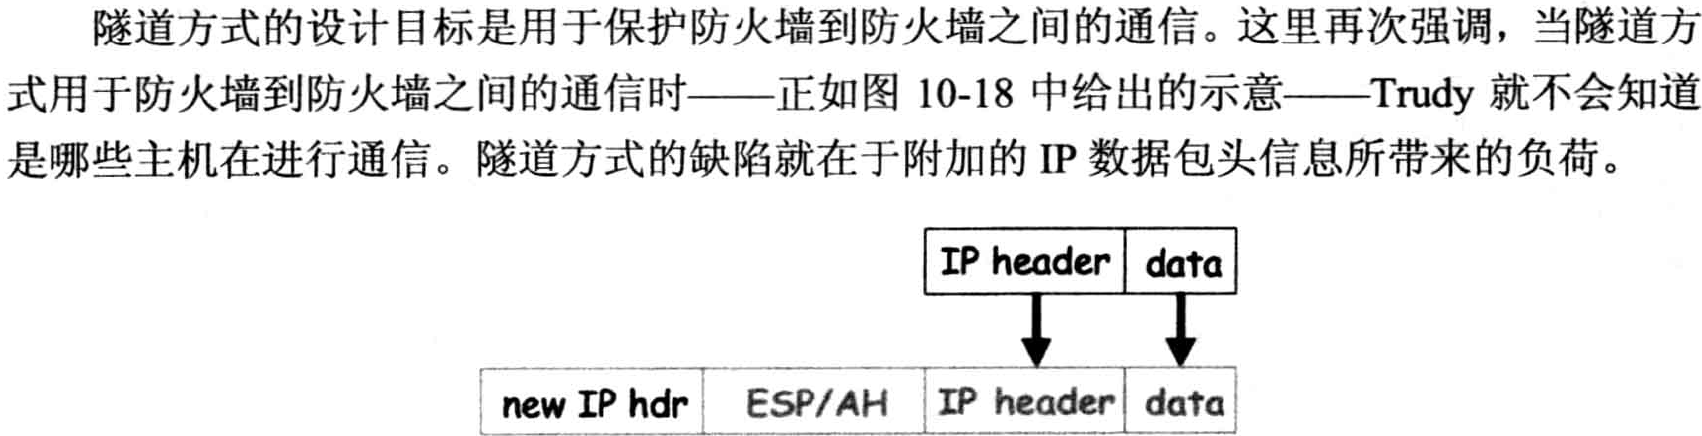 隧道方式的设计目标是用于保护防火墙到防火墙之间的通信。这里再次强调，当隧道方
式用于防火墙到防火墙之间的通信时——正如图 10-18 中给出的示意——Trudy 就不会知道
是哪些主机在进行通信。隧道方式的缺陷就在于附加的 IP 数据包头信息所带来的负荷。
IP header data
new IP hdr ESP/AH IP header data